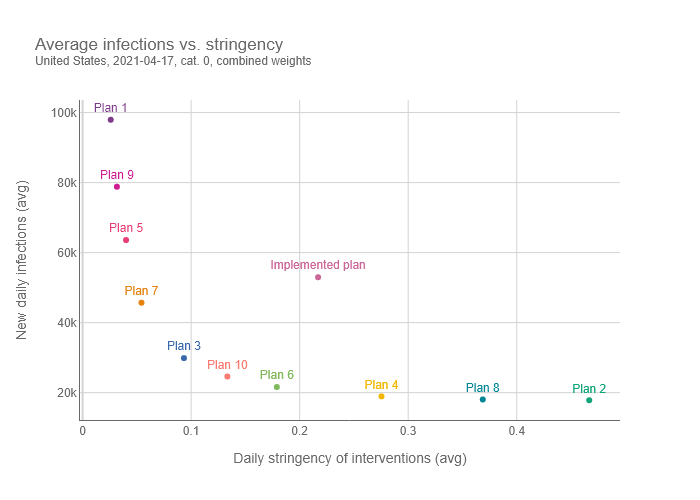 Average infections vs. stringency
United States, 2021-04-17, cat. 0, combined weights
100k
80k
60k
40k
20k
New daily infections (avg)
Plan 1
Plan 9
Plan 5
Implemented plan
Plan 7
Plan 3
Plan 10
Plan 6
Plan 4
Plan 8
Plan 2
0
0.1
0.2
0.3
0.4
Daily stringency of interventions (avg)